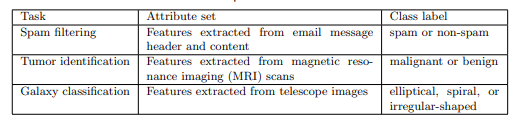 Task Attribute set Class label
Spam filtering Features extracted from email message spam or non-spam
header and content
Tumor identification Features extracted from magnetic reso- malignant or benign
nance imaging (MRI) scans
Galaxy classification Features extracted from telescope images elliptical, spiral, or
irregular-shaped